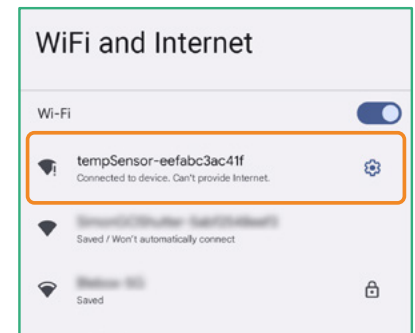 WiFi and Internet
Wi-Fi
tempSensor-eefabc3ac41f
Connected to device. Can't provide Internet.
Saved / Won't automatically connect
Saved